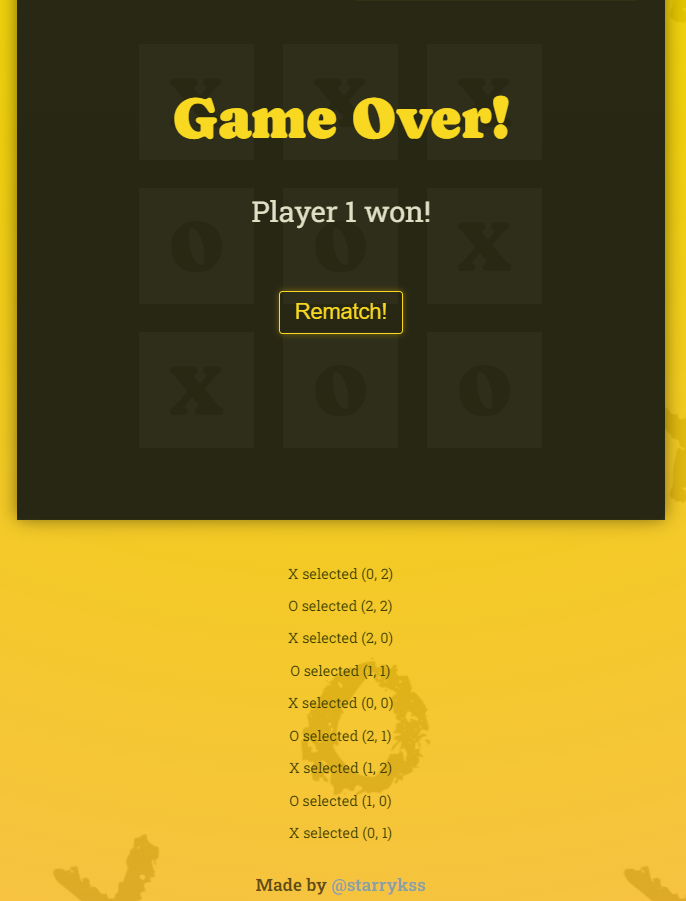 X X X
Game Over!
Player 1 won!
O O X
Rematch!
X O O
X selected (0, 2)
O selected (2, 2)
X selected (2, 0)
O selected (1, 1)
X selected (0, 0)
O selected (2, 1)
X selected (1, 2)
O selected (1, 0)
X selected (0, 1)
Made by @starrykss